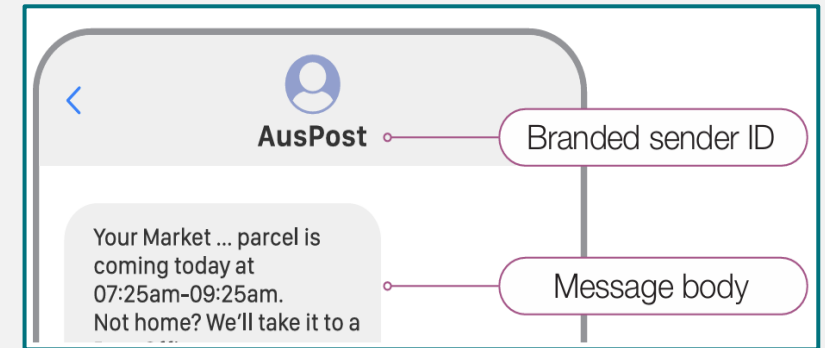 AusPost
Branded sender ID
Your Market ... parcel is
coming today at
07:25am-09:25am.
Not home? We'll take it to a
Message body